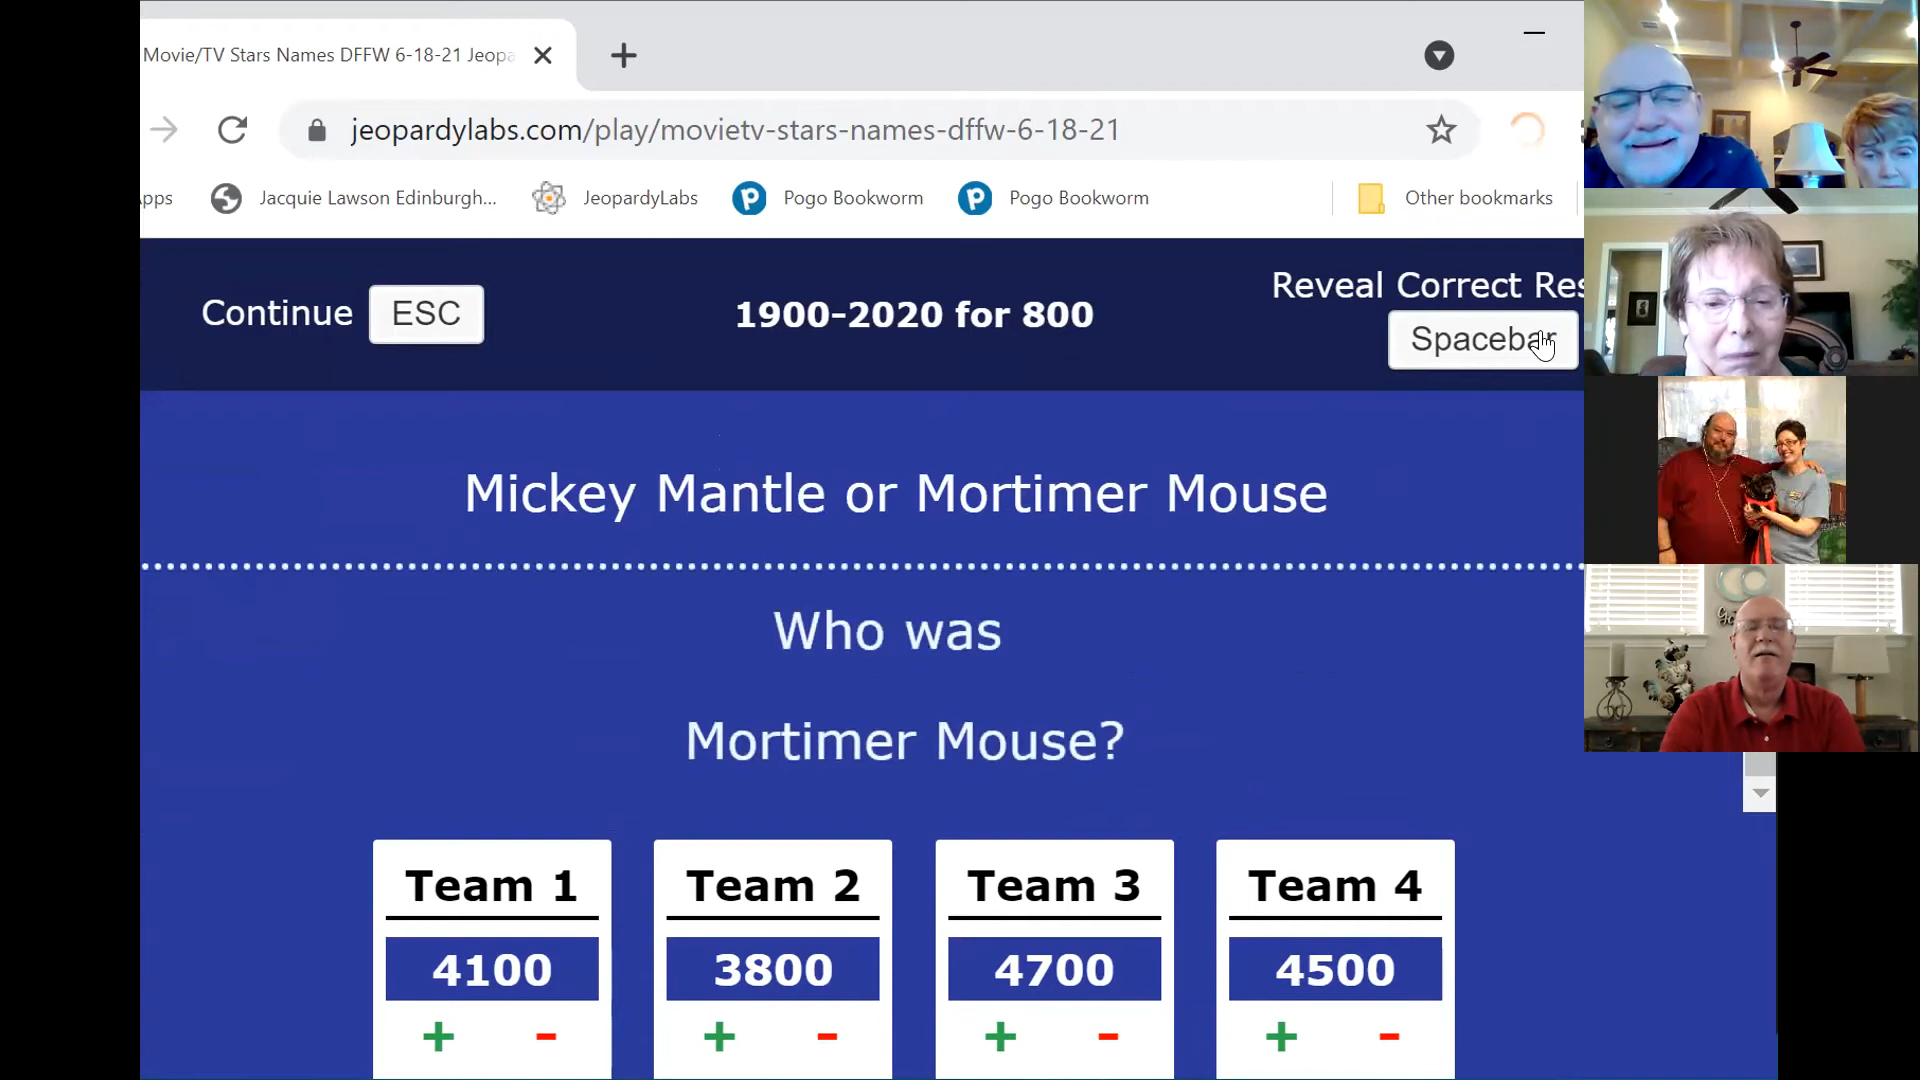 Movie/TV Stars Names DFFW 6-18-21 Jeopa
jeopardylabs.com/play/movietv-stars-names-dffw-6-18-21
pps
Jacquie Lawson Edinburgh...
JeopardyLabs
Pogo Bookworm
Pogo Bookworm
Other bookmarks
Continue ESC
1900-2020 for 800
Reveal Correct Res
Spacebar
Mickey Mantle or Mortimer Mouse
Who was
Mortimer Mouse?
Team 1 Team 2 Team 3 Team 4
4100 3800 4700 4500
+ - + - + - + -